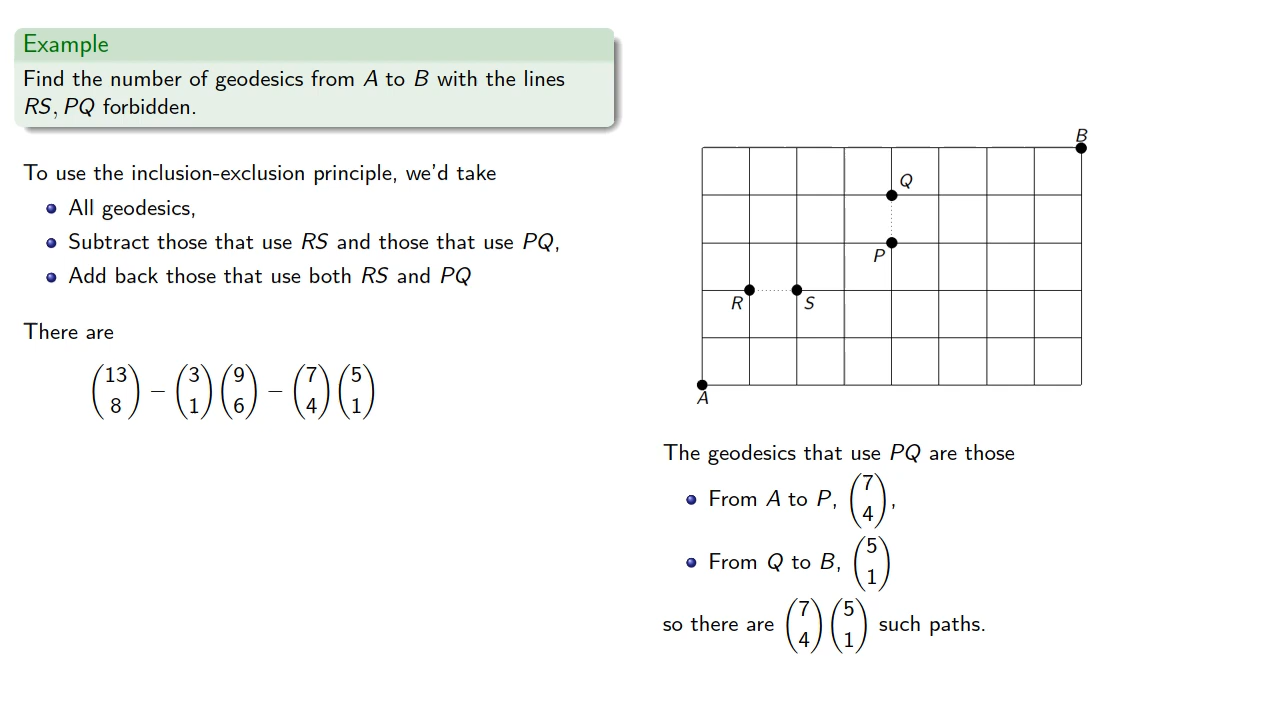 Example
Find the number of geodesics from A to B with the lines
RS, PQ forbidden.
To use the inclusion-exclusion principle, we'd take
All geodesics,
Subtract those that use RS and those that use PQ,
Add back those that use both RS and PQ
There are
(13 8) − (3 1)(9 6) − (7 4)(5 1)
B
Q
P
R
S
A
The geodesics that use PQ are those
From A to P, (7 4),
From Q to B, (5 1)
so there are (7 4)(5 1) such paths.